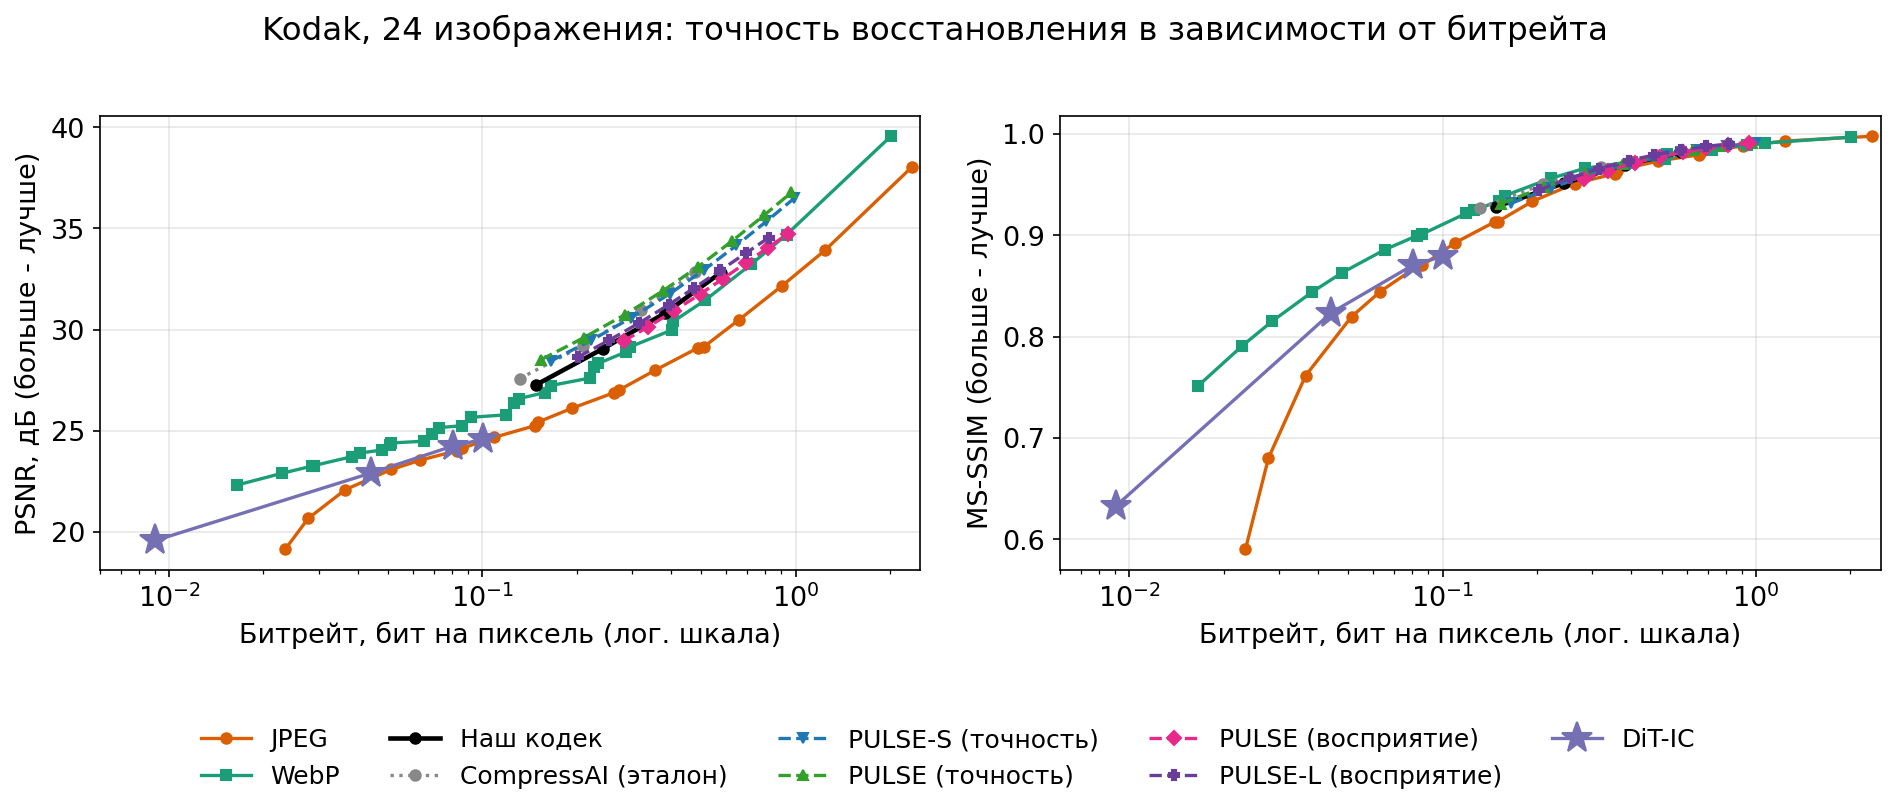 Kodak, 24 изображения: точность восстановления в зависимости от битрейта
PSNR, дБ (больше - лучше)
40
35
30
25
20
10⁻²
10⁻¹
10⁰
Битрейт, бит на пиксель (лог. шкала)
MS-SSIM (больше - лучше)
1.0
0.9
0.8
0.7
0.6
10⁻²
10⁻¹
10⁰
Битрейт, бит на пиксель (лог. шкала)
JPEG
WebP
Наш кодек
CompressAI (эталон)
PULSE-S (точность)
PULSE (точность)
PULSE (восприятие)
PULSE-L (восприятие)
DiT-IC